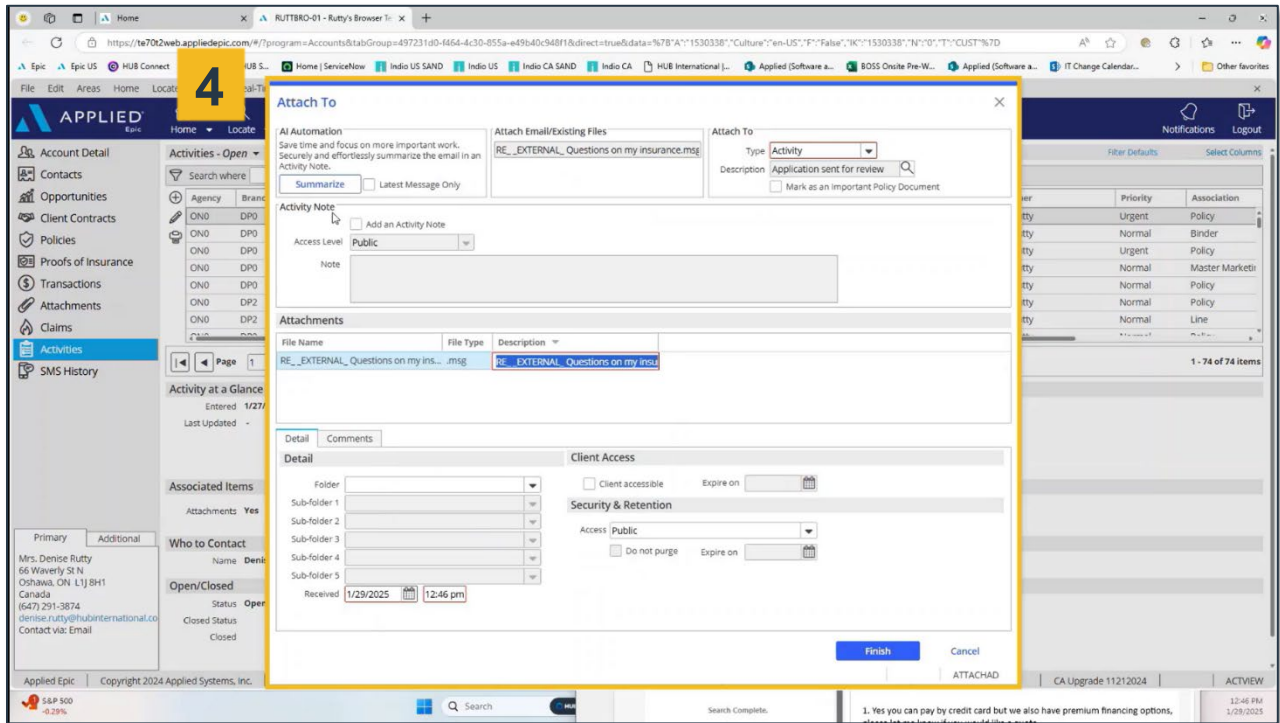 Home
RUTTBRO-01 - Rutty's Browser Te
https://te70t2web.appliedepic.com/#/?program=Accounts&tabGroup=497231d0-f464-4c30-855a-e49b40c948f1&direct=true&data=%7B"A":"1530338","Culture":"en-US","F":"False","IK":"1530338","N":"0","T":"CUST"%7D
Epic Epic US HUB Connect HUB S... Home | ServiceNow Indio US SAND Indio US Indio CA SAND Indio CA HUB International |... Applied (Software a... BOSS Onsite Pre-W... Applied (Software a... IT Change Calendar... Other favorites
File Edit Areas Home Locate
4
APPLIED
Epic
Home Locate
Notifications Logout
Account Detail
Contacts
Opportunities
Client Contracts
Policies
Proofs of Insurance
Transactions
Attachments
Claims
Activities
SMS History
Activities - Open
Filter Defaults Select Columns
Search where
Agency
Priority Association
ON0 DP0 Urgent Policy
ON0 DP0 Normal Binder
ON0 DP0 Urgent Policy
ON0 DP0 Normal Master Marketin
ON0 DP0 Normal Policy
ON0 DP2 Normal Policy
ON0 DP2 Normal Line
Page 1
1 - 74 of 74 items
Activity at a Glance
Entered 1/27/
Last Updated -
Associated Items
Attachments Yes
Who to Contact
Name Deni
Open/Closed
Status Open
Closed Status
Closed
Primary Additional
Mrs. Denise Rutty
66 Waverly St N
Oshawa, ON L1J 8H1
Canada
(647) 291-3874
denise.rutty@hubinternational.co
Contact via: Email
Attach To
AI Automation
Save time and focus on more important work.
Securely and effortlessly summarize the email in an
Activity Note.
Summarize Latest Message Only
Attach Email/Existing Files
RE_ _EXTERNAL_ Questions on my insurance.msg
Attach To
Type Activity
Description Application sent for review
Mark as an Important Policy Document
Activity Note
Add an Activity Note
Access Level Public
Note
Attachments
File Name File Type Description
RE_ _EXTERNAL_ Questions on my ins... .msg RE_ _EXTERNAL_ Questions on my insu
Detail Comments
Detail
Folder
Sub-folder 1
Sub-folder 2
Sub-folder 3
Sub-folder 4
Sub-folder 5
Received 1/29/2025 12:46 pm
Client Access
Client accessible Expire on
Security & Retention
Access Public
Do not purge Expire on
Finish Cancel
ATTACHAD
Applied Epic Copyright 2024 Applied Systems, Inc. CA Upgrade 11212024 ACTVIEW
S&P 500
-0.29%
Search
Search Complete.
1. Yes you can pay by credit card but we also have premium financing options,
12:46 PM
1/29/2025